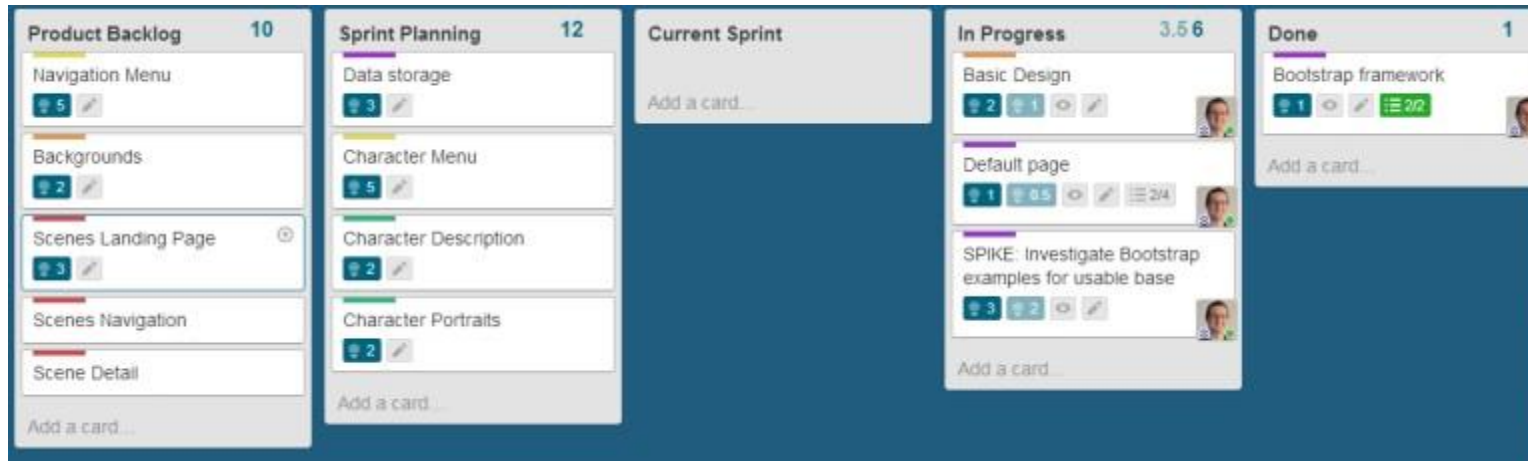 Product Backlog 10
Navigation Menu
5
Backgrounds
2
Scenes Landing Page
3
Scenes Navigation
Scene Detail
Add a card...
Sprint Planning 12
Data storage
3
Character Menu
5
Character Description
2
Character Portraits
2
Add a card...
Current Sprint
Add a card...
In Progress 3.5 6
Basic Design
2 1
Default page
1 0.5 2/4
SPIKE: Investigate Bootstrap
examples for usable base
3 2
Add a card...
Done 1
Bootstrap framework
1 2/2
Add a card...